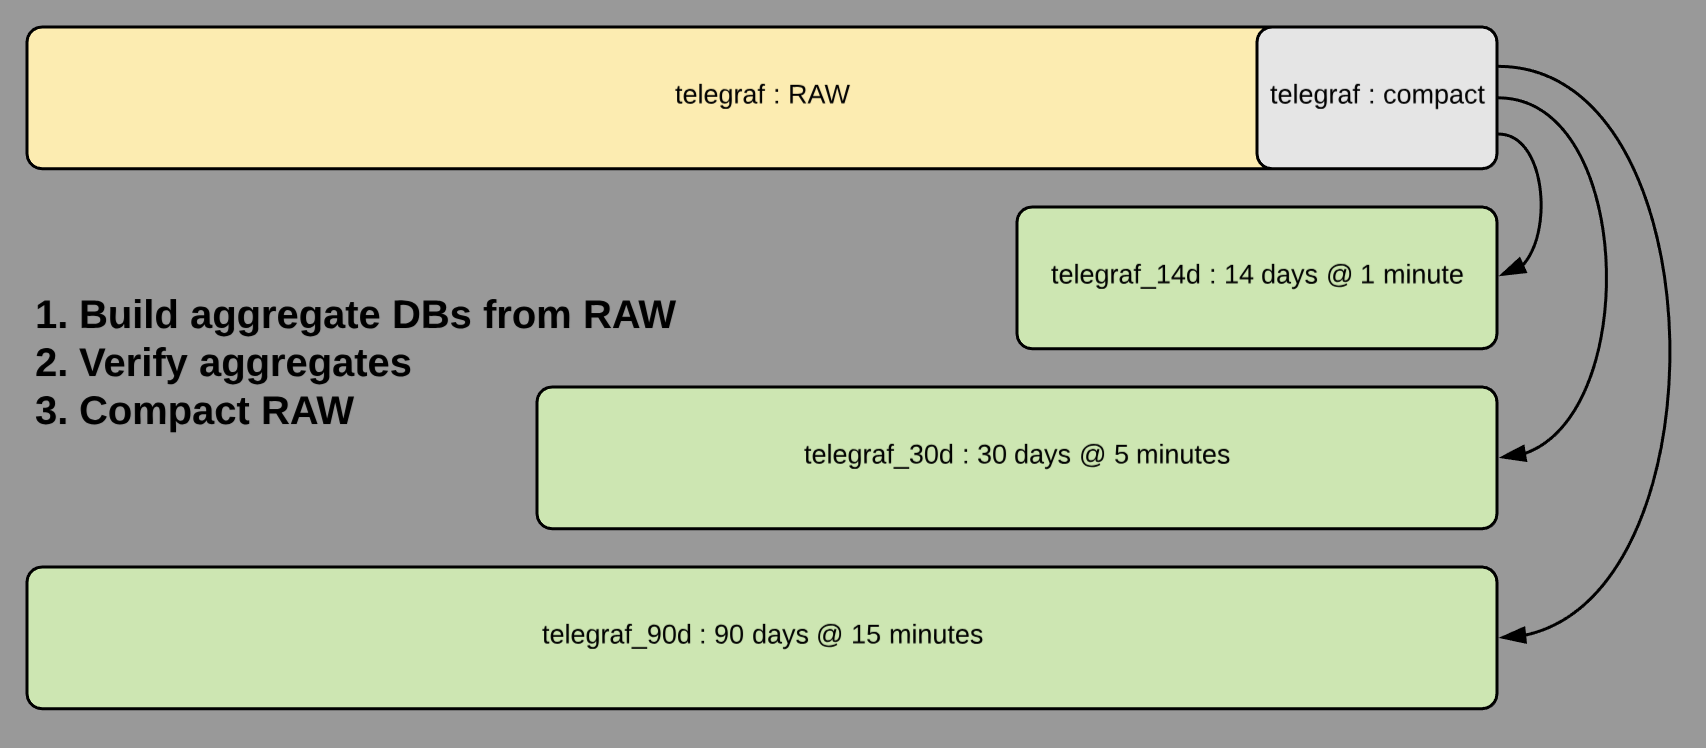 telegraf : RAW
telegraf : compact
telegraf_14d : 14 days @ 1 minute
1. Build aggregate DBs from RAW
2. Verify aggregates
3. Compact RAW
telegraf_30d : 30 days @ 5 minutes
telegraf_90d : 90 days @ 15 minutes